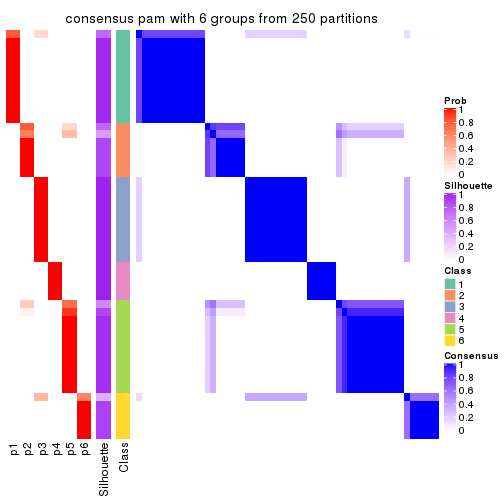 consensus pam with 6 groups from 250 partitions
Prob
1
0.8
0.6
0.4
0.2
0
Silhouette
1
0.8
0.6
0.4
0.2
0
Class
1
2
3
4
5
6
Consensus
1
0.8
0.6
0.4
0.2
0
p1
p2
p3
p4
p5
p6
Silhouette
Class